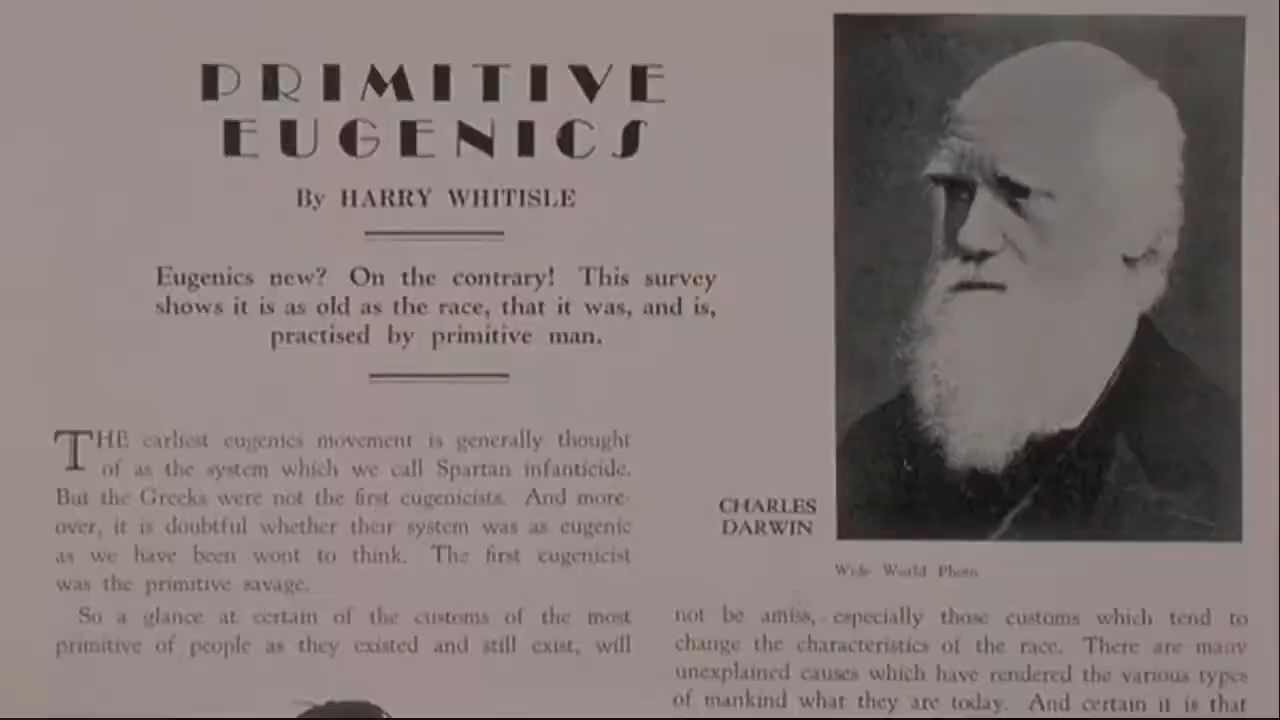 PRIMITIVE
EUGENICS
By HARRY WHITISLE
Eugenics new? On the contrary! This survey
shows it is as old as the race, that it was, and is,
practised by primitive man.
THE earliest eugenics movement is generally thought
of as the system which we call Spartan infanticide.
But the Greeks were not the first eugenicists. And more-
over, it is doubtful whether their system was as eugenic
as we have been wont to think. The first eugenicist
was the primitive savage.
So a glance at certain of the customs of the most
primitive of people as they existed and still exist, will
CHARLES
DARWIN
Wide World Photo
not be amiss, especially those customs which tend to
change the characteristics of the race. There are many
unexplained causes which have rendered the various types
of mankind what they are today. And certain it is that